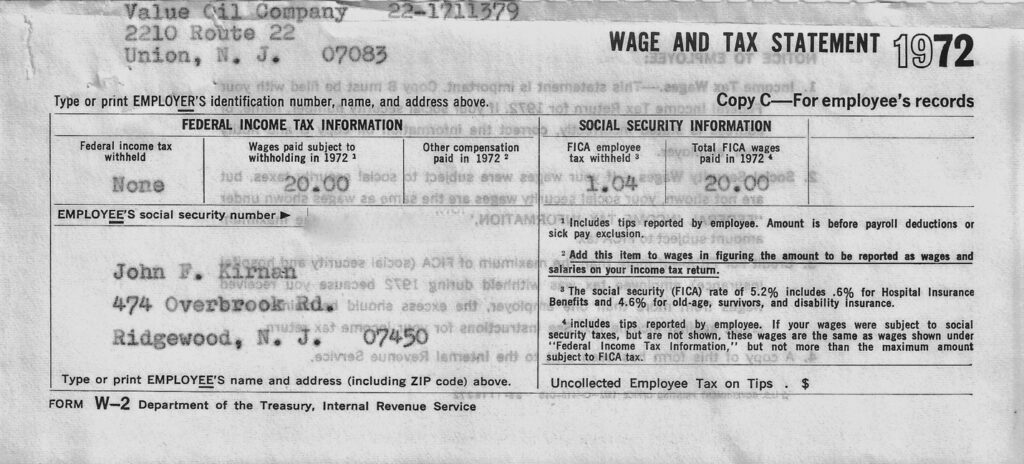 Value Oil Company 22-1711379
2210 Route 22
Union, N. J. 07083
WAGE AND TAX STATEMENT 1972
Type or print EMPLOYER'S identification number, name, and address above.
Copy C—For employee's records
FEDERAL INCOME TAX INFORMATION
SOCIAL SECURITY INFORMATION
Federal income tax withheld
Wages paid subject to withholding in 1972 ¹
Other compensation paid in 1972 ²
FICA employee tax withheld ³
Total FICA wages paid in 1972 ⁴
None
20.00
1.04
20.00
EMPLOYEE'S social security number ►
John F. Kirnan
474 Overbrook Rd.
Ridgewood, N. J. 07450
Type or print EMPLOYEE'S name and address (including ZIP code) above.
¹ Includes tips reported by employee. Amount is before payroll deductions or
sick pay exclusion.
² Add this item to wages in figuring the amount to be reported as wages and
salaries on your income tax return.
³ The social security (FICA) rate of 5.2% includes .6% for Hospital Insurance
Benefits and 4.6% for old-age, survivors, and disability insurance.
⁴ includes tips reported by employee. If your wages were subject to social
security taxes, but are not shown, these wages are the same as wages shown under
"Federal Income Tax Information," but not more than the maximum amount
subject to FICA tax.
Uncollected Employee Tax on Tips . $
FORM W-2 Department of the Treasury, Internal Revenue Service